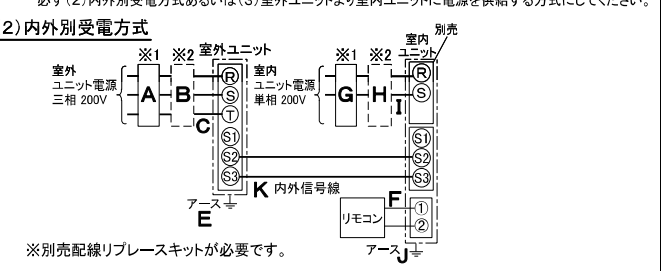 必ず(2)内外別受電方式あるいは(3)室外ユニットより室内ユニットに電源を供給する方式にしてください。
2)内外別受電方式
※1 ※2 室外ユニット
※1 ※2 室内ユニット 別売
室外
ユニット電源
三相 200V
A B C
R
S
T
S1
S2
S3
アース
E
室内
ユニット電源
単相 200V
G H I
R
S
S1
S2
S3
K 内外信号線
F
リモコン
①
②
アース J
※別売配線リプレースキットが必要です。